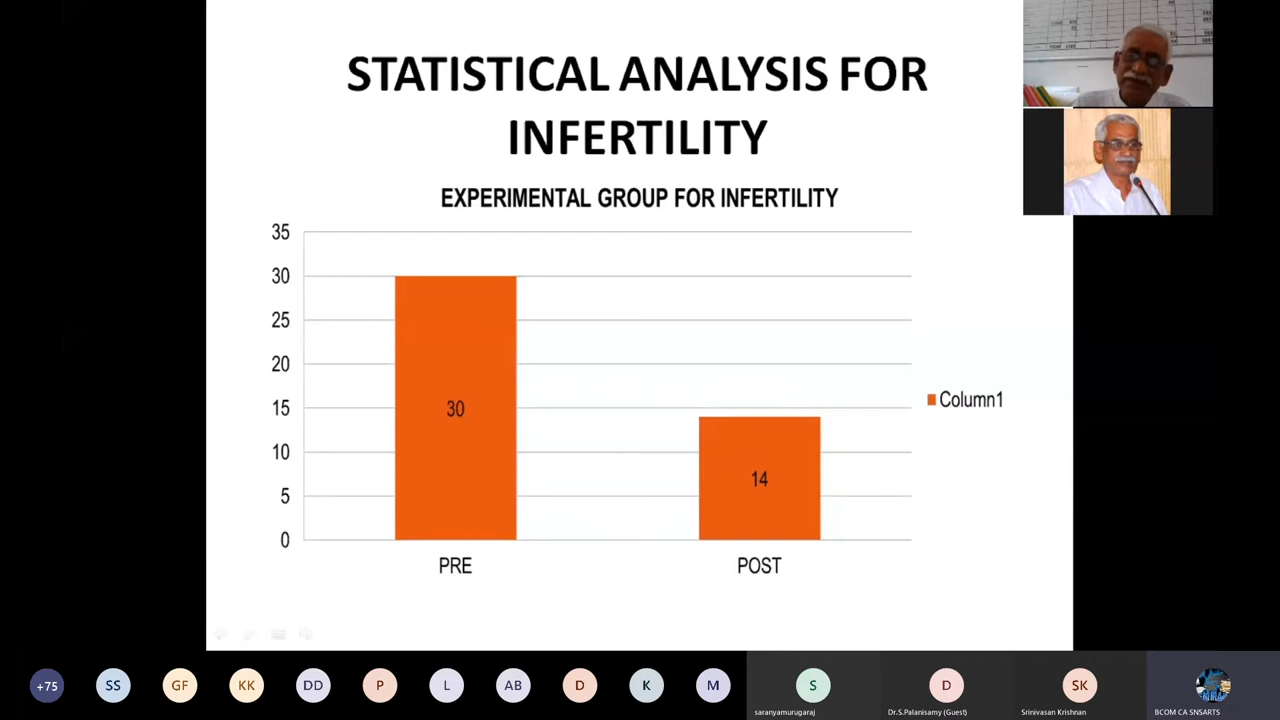 STATISTICAL ANALYSIS FOR
INFERTILITY
EXPERIMENTAL GROUP FOR INFERTILITY
35
30
25
20
15
10
5
0
30
14
PRE
POST
Column1
+75
SS
GF
KK
DD
P
L
AB
D
K
M
S
D
SK
saranyamurugaraj
Dr.S.Palanisamy (Guest)
Srinivasan Krishnan
BCOM CA SNSARTS